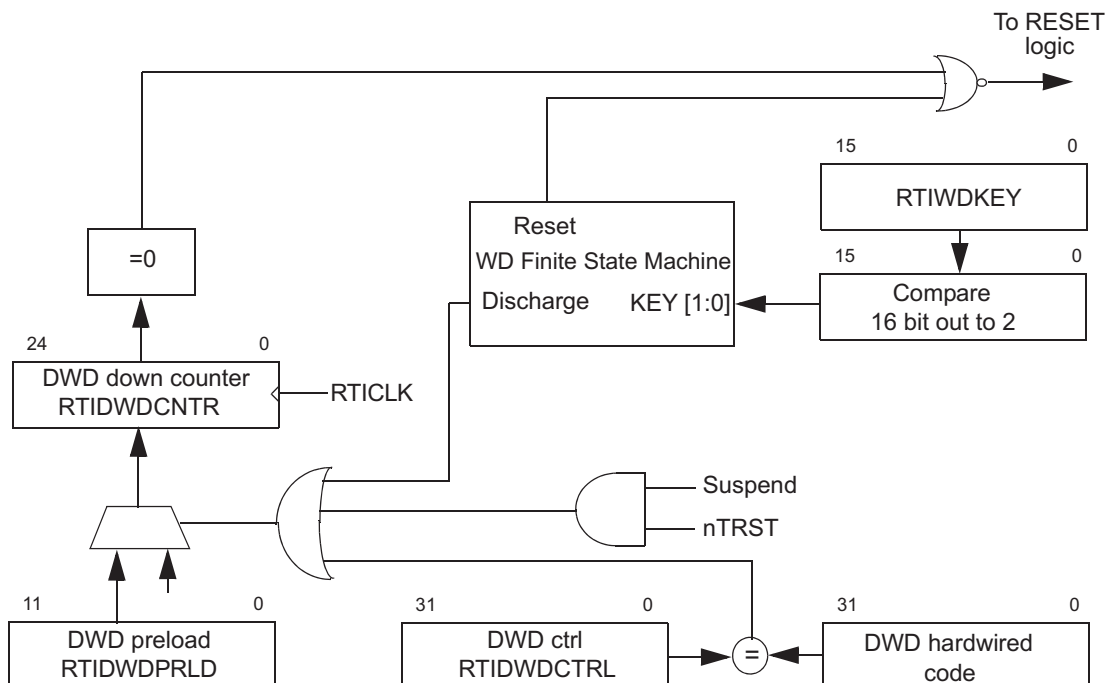 To RESET
logic
15 0
RTIWDKEY
15 0
Compare
16 bit out to 2
Reset
WD Finite State Machine
Discharge KEY [1:0]
=0
24 0
DWD down counter
RTIDWDCNTR
RTICLK
Suspend
nTRST
11 0
DWD preload
RTIDWDPRLD
31 0
DWD ctrl
RTIDWDCTRL
=
31 0
DWD hardwired
code